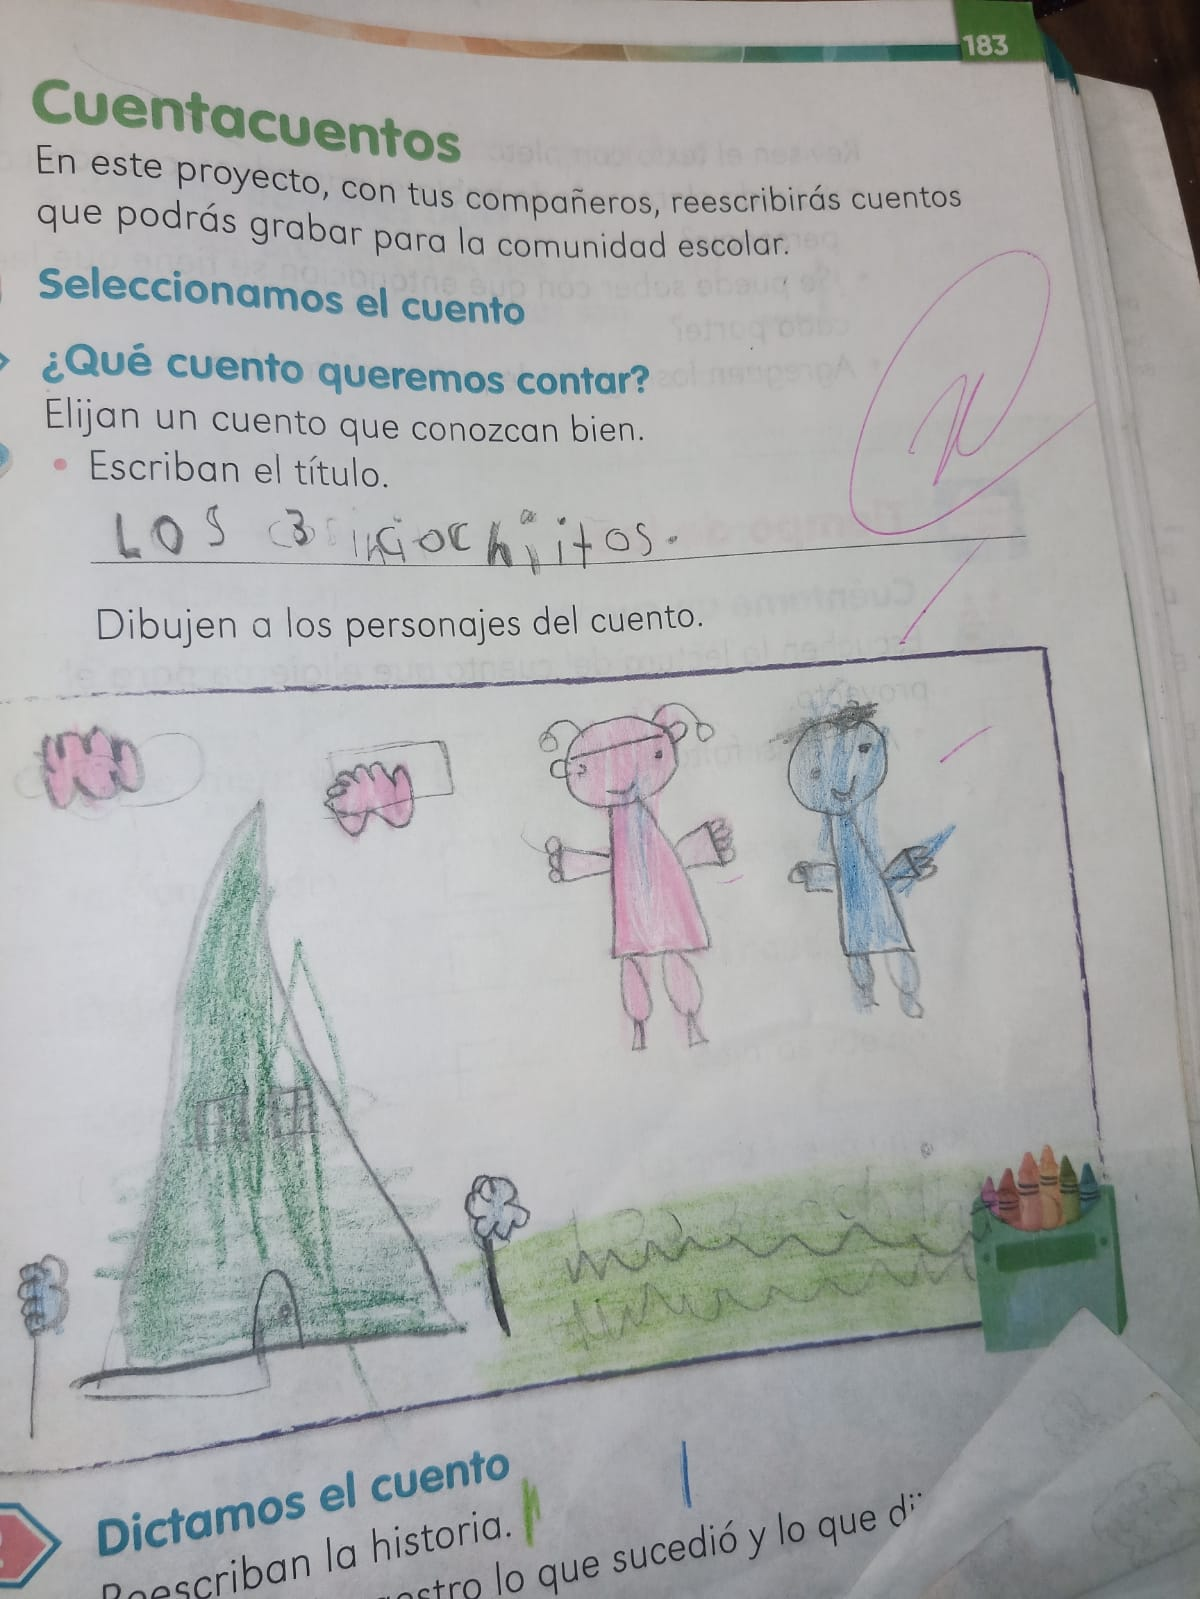 183
Cuentacuentos
En este proyecto, con tus compañeros, reescribirás cuentos
que podrás grabar para la comunidad escolar.
Seleccionamos el cuento
¿Qué cuento queremos contar?
Elijan un cuento que conozcan bien.
• Escriban el título.
LOS 3
Dibujen a los personajes del cuento.
Dictamos el cuento
Reescriban la historia.
lo que sucedió y lo que